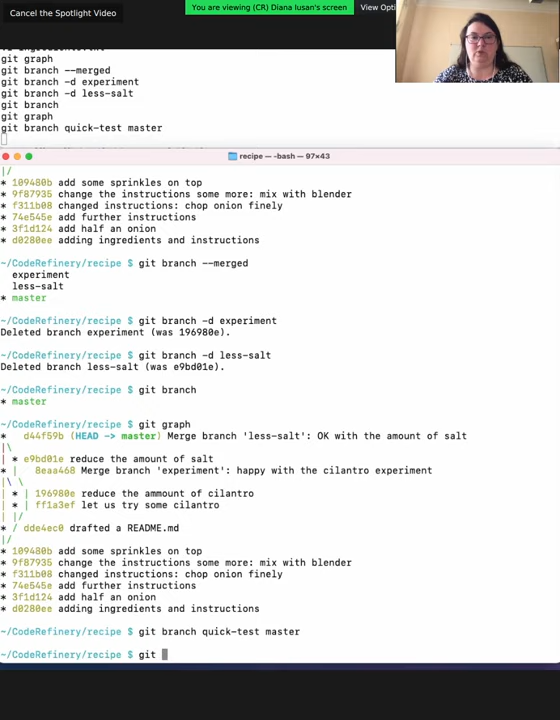 Cancel the Spotlight Video
You are viewing (CR) Diana Iusan's screen
View Opti
git graph
git branch --merged
git branch -d experiment
git branch -d less-salt
git branch
git graph
git branch quick-test master
recipe — -bash — 97×43
|/
* 109480b add some sprinkles on top
* 9f87935 change the instructions some more: mix with blender
* f311b08 changed instructions: chop onion finely
* 74e545e add further instructions
* 3f1d124 add half an onion
* d0280ee adding ingredients and instructions
~/CodeRefinery/recipe $ git branch --merged
experiment
less-salt
* master
~/CodeRefinery/recipe $ git branch -d experiment
Deleted branch experiment (was 196980e).
~/CodeRefinery/recipe $ git branch -d less-salt
Deleted branch less-salt (was e9bd01e).
~/CodeRefinery/recipe $ git branch
* master
~/CodeRefinery/recipe $ git graph
*   d44f59b (HEAD -> master) Merge branch 'less-salt': OK with the amount of salt
|\
| * e9bd01e reduce the amount of salt
* |   8eaa468 Merge branch 'experiment': happy with the cilantro experiment
|\ \
| * | 196980e reduce the ammount of cilantro
| * | ff1a3ef let us try some cilantro
| |/
* / dde4ec0 drafted a README.md
|/
* 109480b add some sprinkles on top
* 9f87935 change the instructions some more: mix with blender
* f311b08 changed instructions: chop onion finely
* 74e545e add further instructions
* 3f1d124 add half an onion
* d0280ee adding ingredients and instructions
~/CodeRefinery/recipe $ git branch quick-test master
~/CodeRefinery/recipe $ git